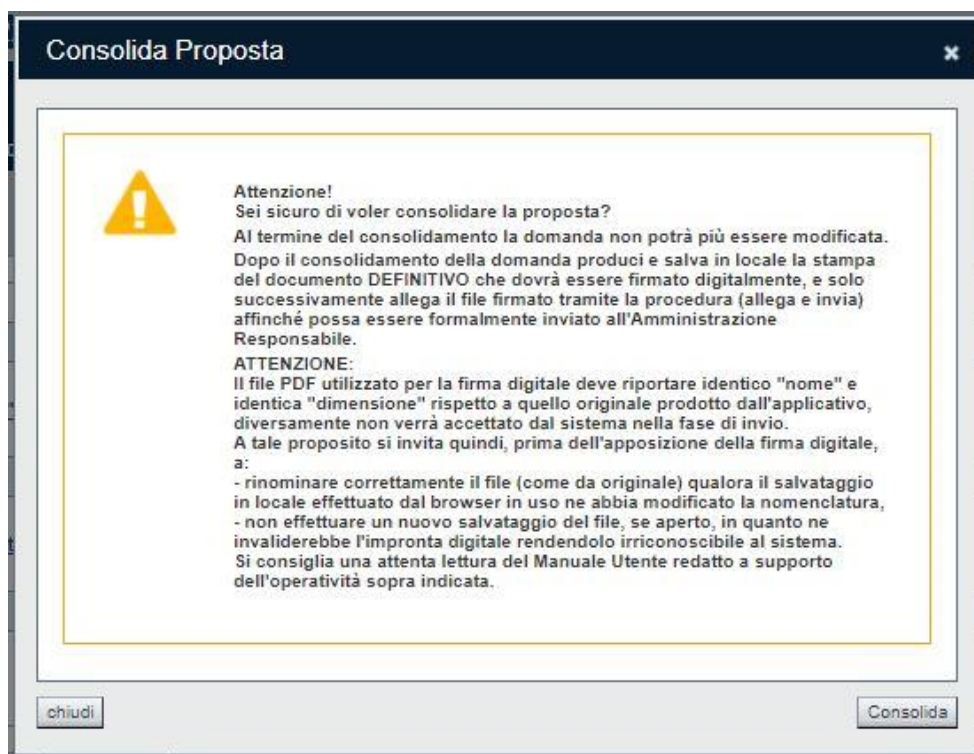 Consolida Proposta
Attenzione!
Sei sicuro di voler consolidare la proposta?
Al termine del consolidamento la domanda non potrà più essere modificata.
Dopo il consolidamento della domanda produci e salva in locale la stampa
del documento DEFINITIVO che dovrà essere firmato digitalmente, e solo
successivamente allega il file firmato tramite la procedura (allega e invia)
affinché possa essere formalmente inviato all'Amministrazione
Responsabile.
ATTENZIONE:
Il file PDF utilizzato per la firma digitale deve riportare identico "nome" e
identica "dimensione" rispetto a quello originale prodotto dall'applicativo,
diversamente non verrà accettato dal sistema nella fase di invio.
A tale proposito si invita quindi, prima dell'apposizione della firma digitale,
a:
- rinominare correttamente il file (come da originale) qualora il salvataggio
in locale effettuato dal browser in uso ne abbia modificato la nomenclatura,
- non effettuare un nuovo salvataggio del file, se aperto, in quanto ne
invaliderebbe l'impronta digitale rendendolo irriconoscibile al sistema.
Si consiglia una attenta lettura del Manuale Utente redatto a supporto
dell'operatività sopra indicata.
chiudi
Consolida